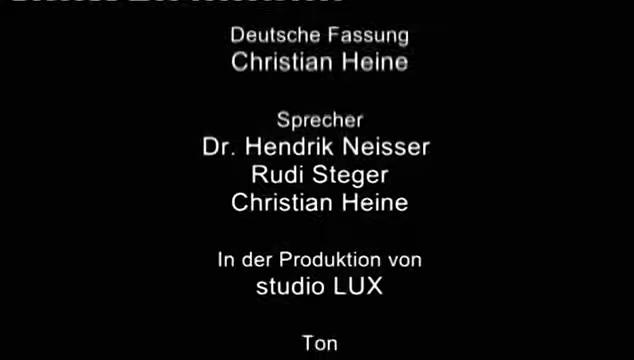 Deutsche Fassung
Christian Heine
Sprecher
Dr. Hendrik Neisser
Rudi Steger
Christian Heine
In der Produktion von
studio LUX
Ton